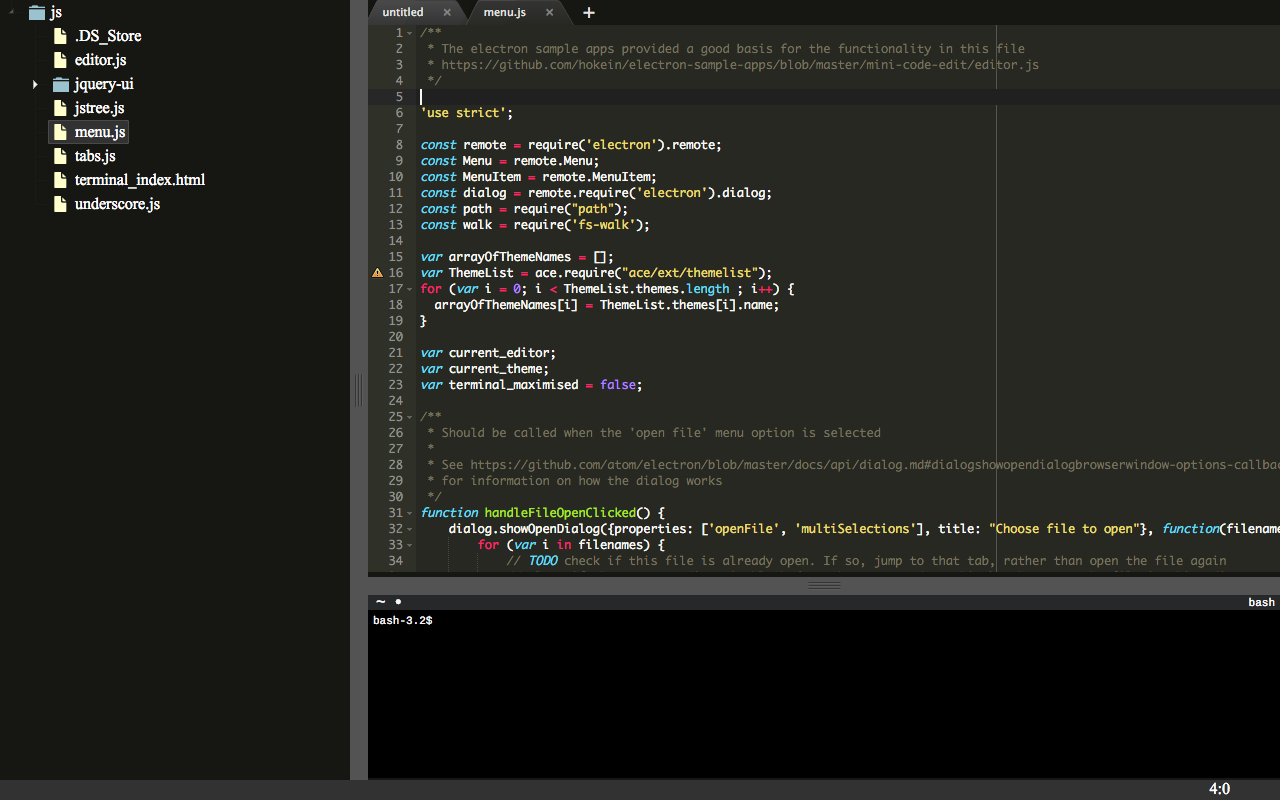 js
.DS_Store
editor.js
jquery-ui
jstree.js
menu.js
tabs.js
terminal_index.html
underscore.js
untitled × menu.js × +
1 /**
2  * The electron sample apps provided a good basis for the functionality in this file
3  * https://github.com/hokein/electron-sample-apps/blob/master/mini-code-edit/editor.js
4  */
5
6 'use strict';
7
8 const remote = require('electron').remote;
9 const Menu = remote.Menu;
10 const MenuItem = remote.MenuItem;
11 const dialog = remote.require('electron').dialog;
12 const path = require("path");
13 const walk = require('fs-walk');
14
15 var arrayOfThemeNames = [];
16 var ThemeList = ace.require("ace/ext/themelist");
17 for (var i = 0; i < ThemeList.themes.length ; i++) {
18   arrayOfThemeNames[i] = ThemeList.themes[i].name;
19 }
20
21 var current_editor;
22 var current_theme;
23 var terminal_maximised = false;
24
25 /**
26  * Should be called when the 'open file' menu option is selected
27  *
28  * See https://github.com/atom/electron/blob/master/docs/api/dialog.md#dialogshowopendialogbrowserwindow-options-callbac
29  * for information on how the dialog works
30  */
31 function handleFileOpenClicked() {
32     dialog.showOpenDialog({properties: ['openFile', 'multiSelections'], title: "Choose file to open"}, function(filename
33         for (var i in filenames) {
34             // TODO check if this file is already open. If so, jump to that tab, rather than open the file again
~ • bash
bash-3.2$
4:0